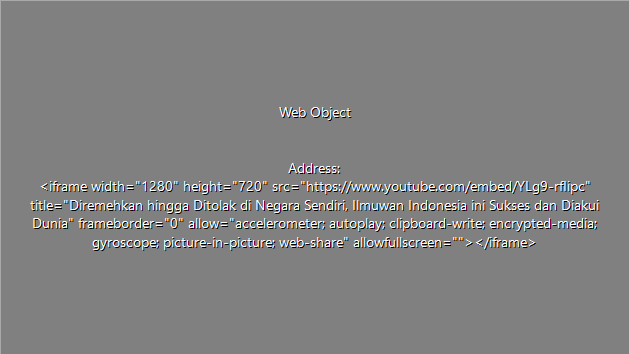 Web Object
Address:
<iframe width="1280" height="720" src="https://www.youtube.com/embed/YLg9-rflipc"
title="Diremehkan hingga Ditolak di Negara Sendiri, Ilmuwan Indonesia ini Sukses dan Diakui
Dunia" frameborder="0" allow="accelerometer; autoplay; clipboard-write; encrypted-media;
gyroscope; picture-in-picture; web-share" allowfullscreen=""></iframe>